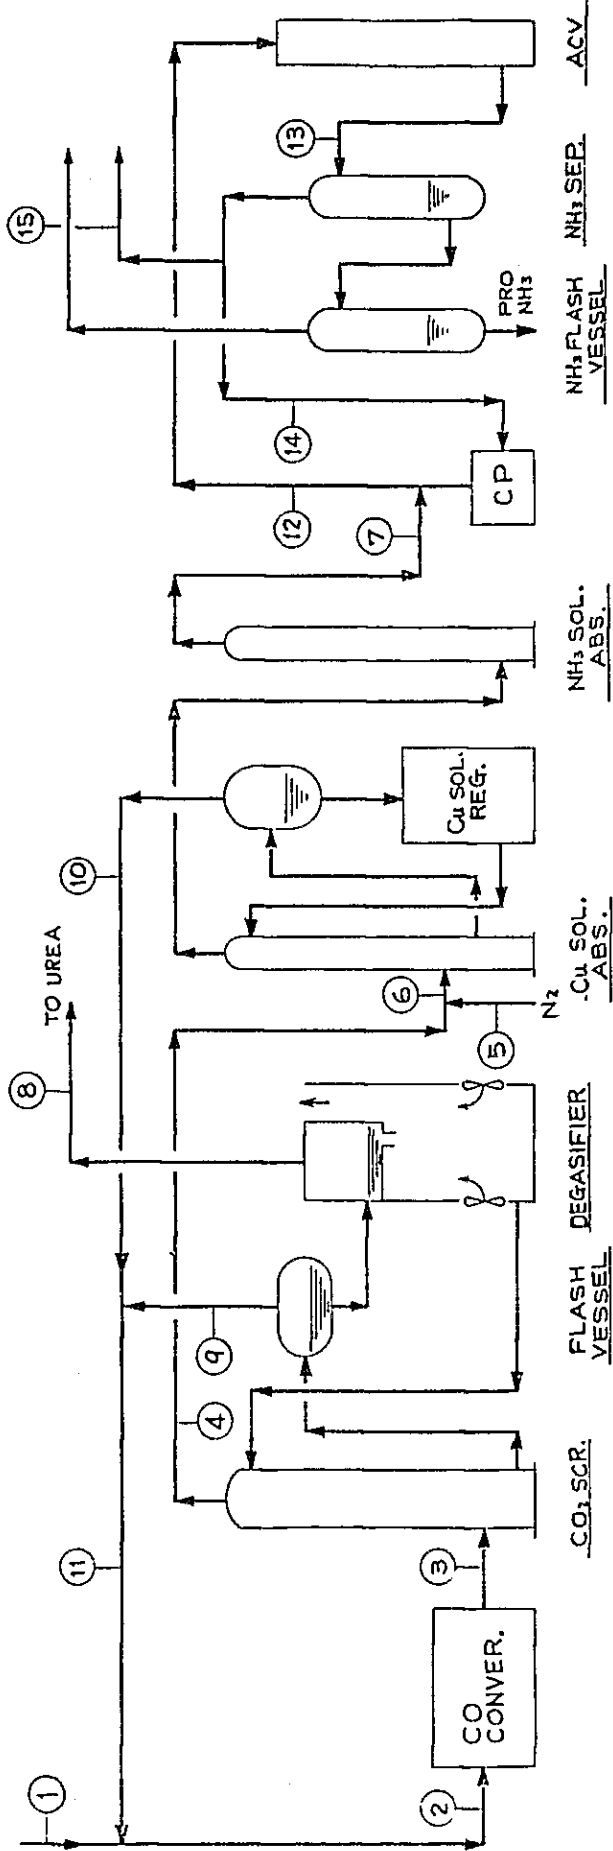 1
11
2
CO
CONVER.
3
4
CO2 SCR.
9
FLASH
VESSEL
8
TO UREA
DEGASIFIER
10
5
N2
6
Cu SOL.
ABS.
Cu SOL.
REG.
NH3 SOL.
ABS.
7
12
14
CP
15
PRO
NH3
NH3 FLASH
VESSEL
13
NH3 SEP.
ACV